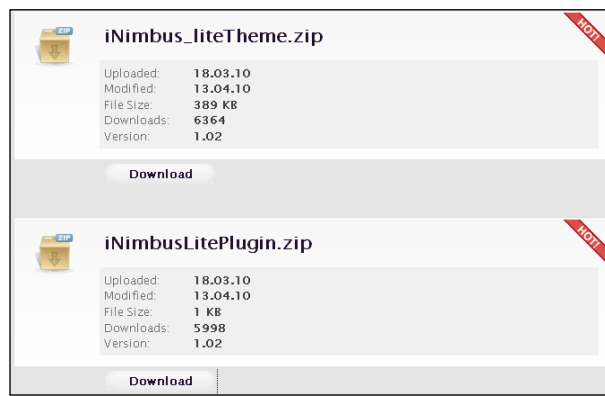 ZIP
iNimbus_liteTheme.zip
HOT!
Uploaded: 18.03.10
Modified: 13.04.10
File Size: 389 KB
Downloads: 6364
Version: 1.02
Download
ZIP
iNimbusLitePlugin.zip
HOT!
Uploaded: 18.03.10
Modified: 13.04.10
File Size: 1 KB
Downloads: 5998
Version: 1.02
Download